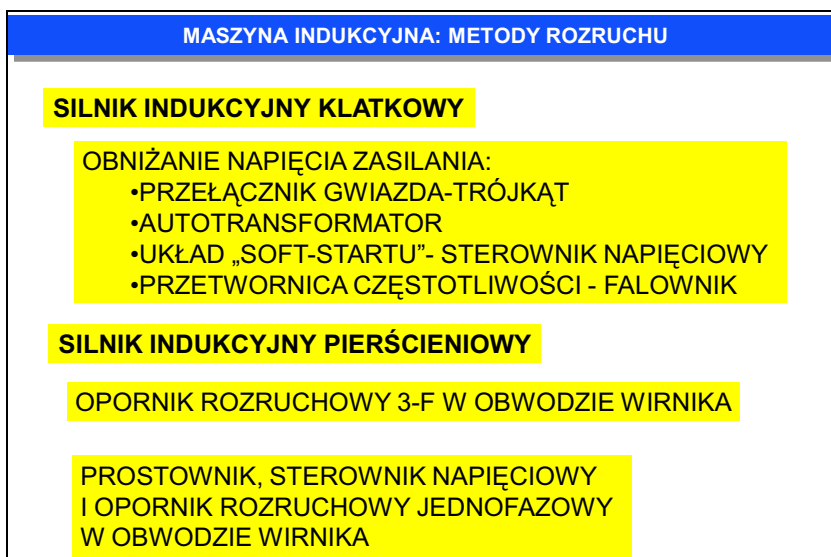 MASZYNA INDUKCYJNA: METODY ROZRUCHU
SILNIK INDUKCYJNY KLATKOWY
OBNIŻANIE NAPIĘCIA ZASILANIA:
•PRZEŁĄCZNIK GWIAZDA-TRÓJKĄT
•AUTOTRANSFORMATOR
•UKŁAD „SOFT-STARTU”- STEROWNIK NAPIĘCIOWY
•PRZETWORNICA CZĘSTOTLIWOŚCI - FALOWNIK
SILNIK INDUKCYJNY PIERŚCIENIOWY
OPORNIK ROZRUCHOWY 3-F W OBWODZIE WIRNIKA
PROSTOWNIK, STEROWNIK NAPIĘCIOWY
I OPORNIK ROZRUCHOWY JEDNOFAZOWY
W OBWODZIE WIRNIKA